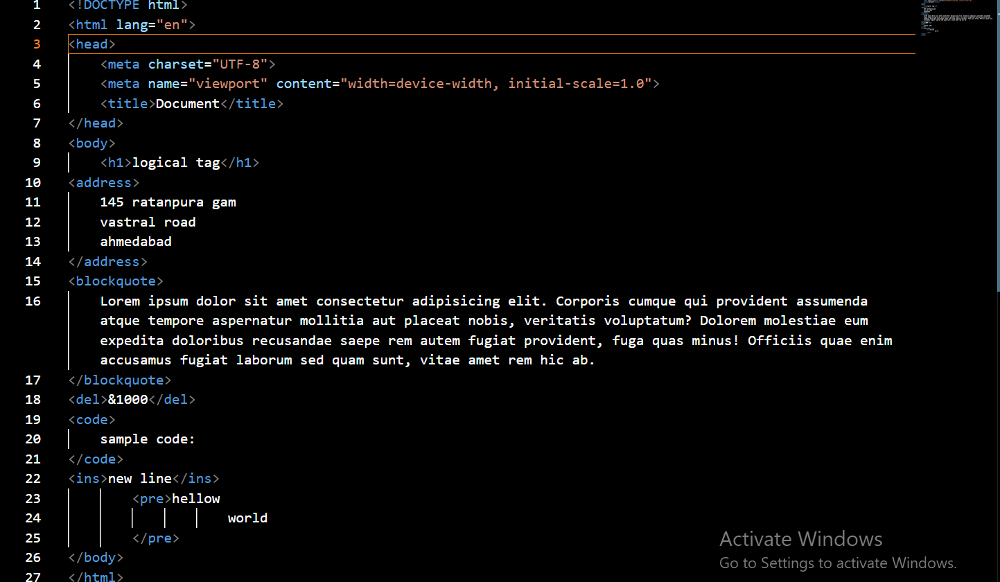 1 <!DOCTYPE html>
2 <html lang="en">
3 <head>
4     <meta charset="UTF-8">
5     <meta name="viewport" content="width=device-width, initial-scale=1.0">
6     <title>Document</title>
7 </head>
8 <body>
9     <h1>logical tag</h1>
10 <address>
11     145 ratanpura gam
12     vastral road
13     ahmedabad
14 </address>
15 <blockquote>
16     Lorem ipsum dolor sit amet consectetur adipisicing elit. Corporis cumque qui provident assumenda
    atque tempore aspernatur mollitia aut placeat nobis, veritatis voluptatum? Dolorem molestiae eum
    expedita doloribus recusandae saepe rem autem fugiat provident, fuga quas minus! Officiis quae enim
    accusamus fugiat laborum sed quam sunt, vitae amet rem hic ab.
17 </blockquote>
18 <del>&1000</del>
19 <code>
20     sample code:
21 </code>
22 <ins>new line</ins>
23         <pre>hellow
24                     world
25         </pre>
26 </body>
27 </html>
Activate Windows
Go to Settings to activate Windows.